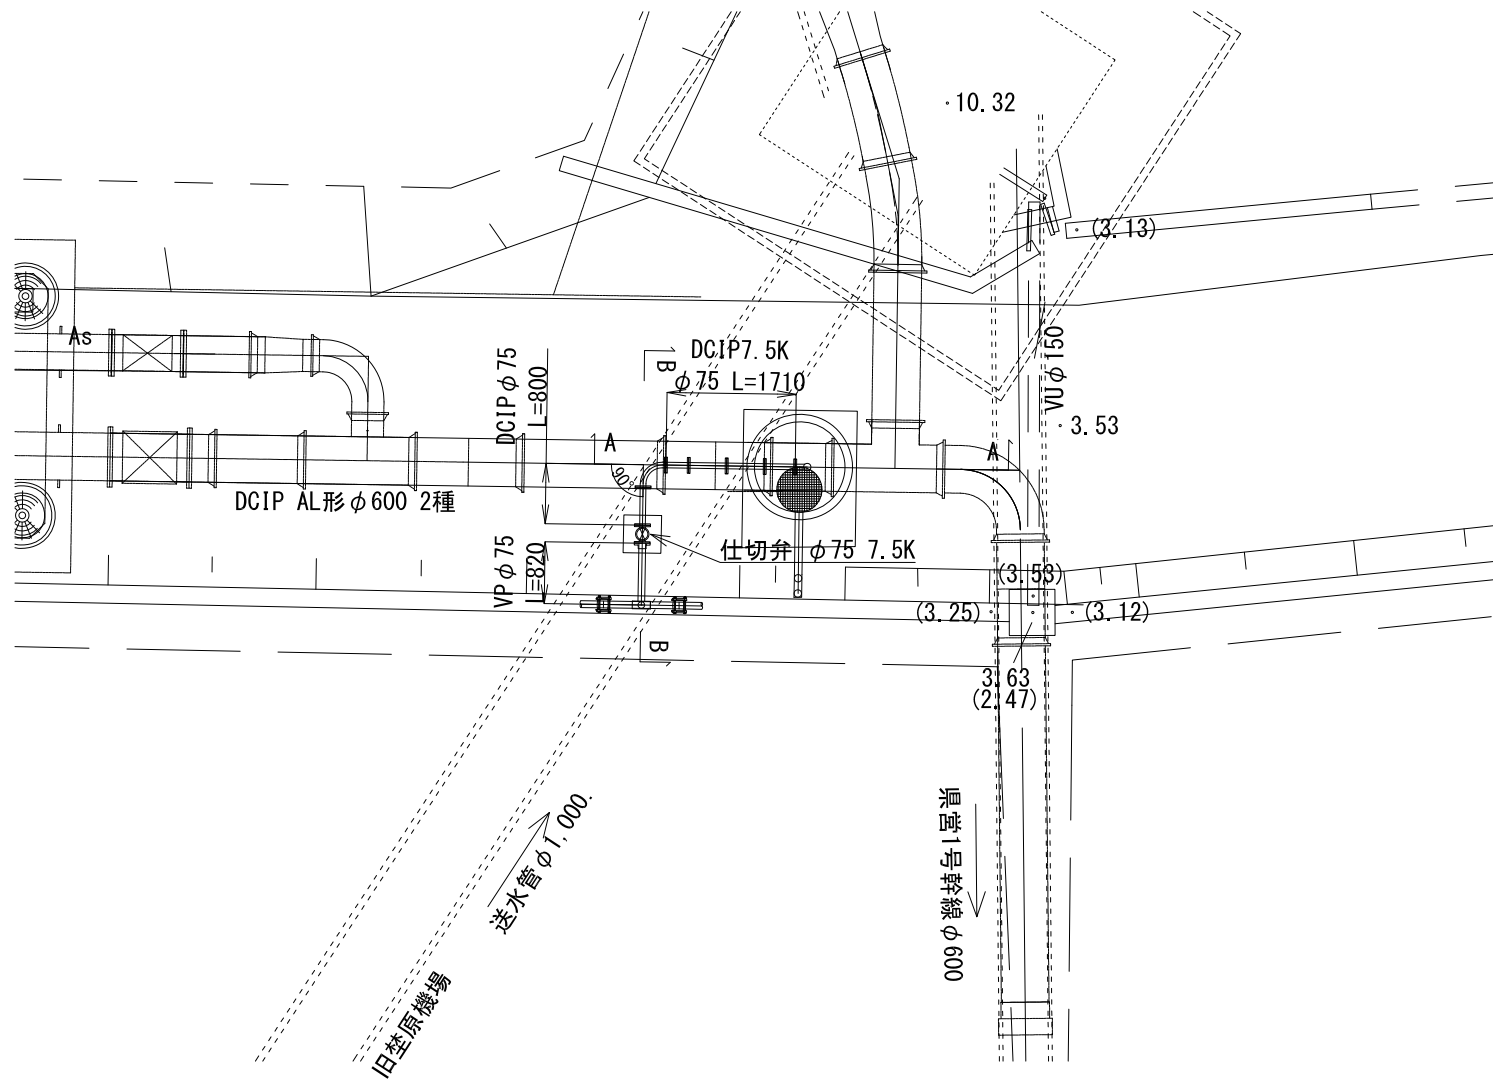 10.32
(3.13)
As
DCIPφ75
L=800
B
DCIP7.5K
φ75 L=1710
VUφ150
3.53
A
A
90°
DCIP AL形φ600 2種
仕切弁 φ75 7.5K
VPφ75
L=820
(3.53)
(3.25)
(3.12)
B
3.63
(2.47)
送水管φ1,000.
県営1号幹線φ600
旧埜原機場